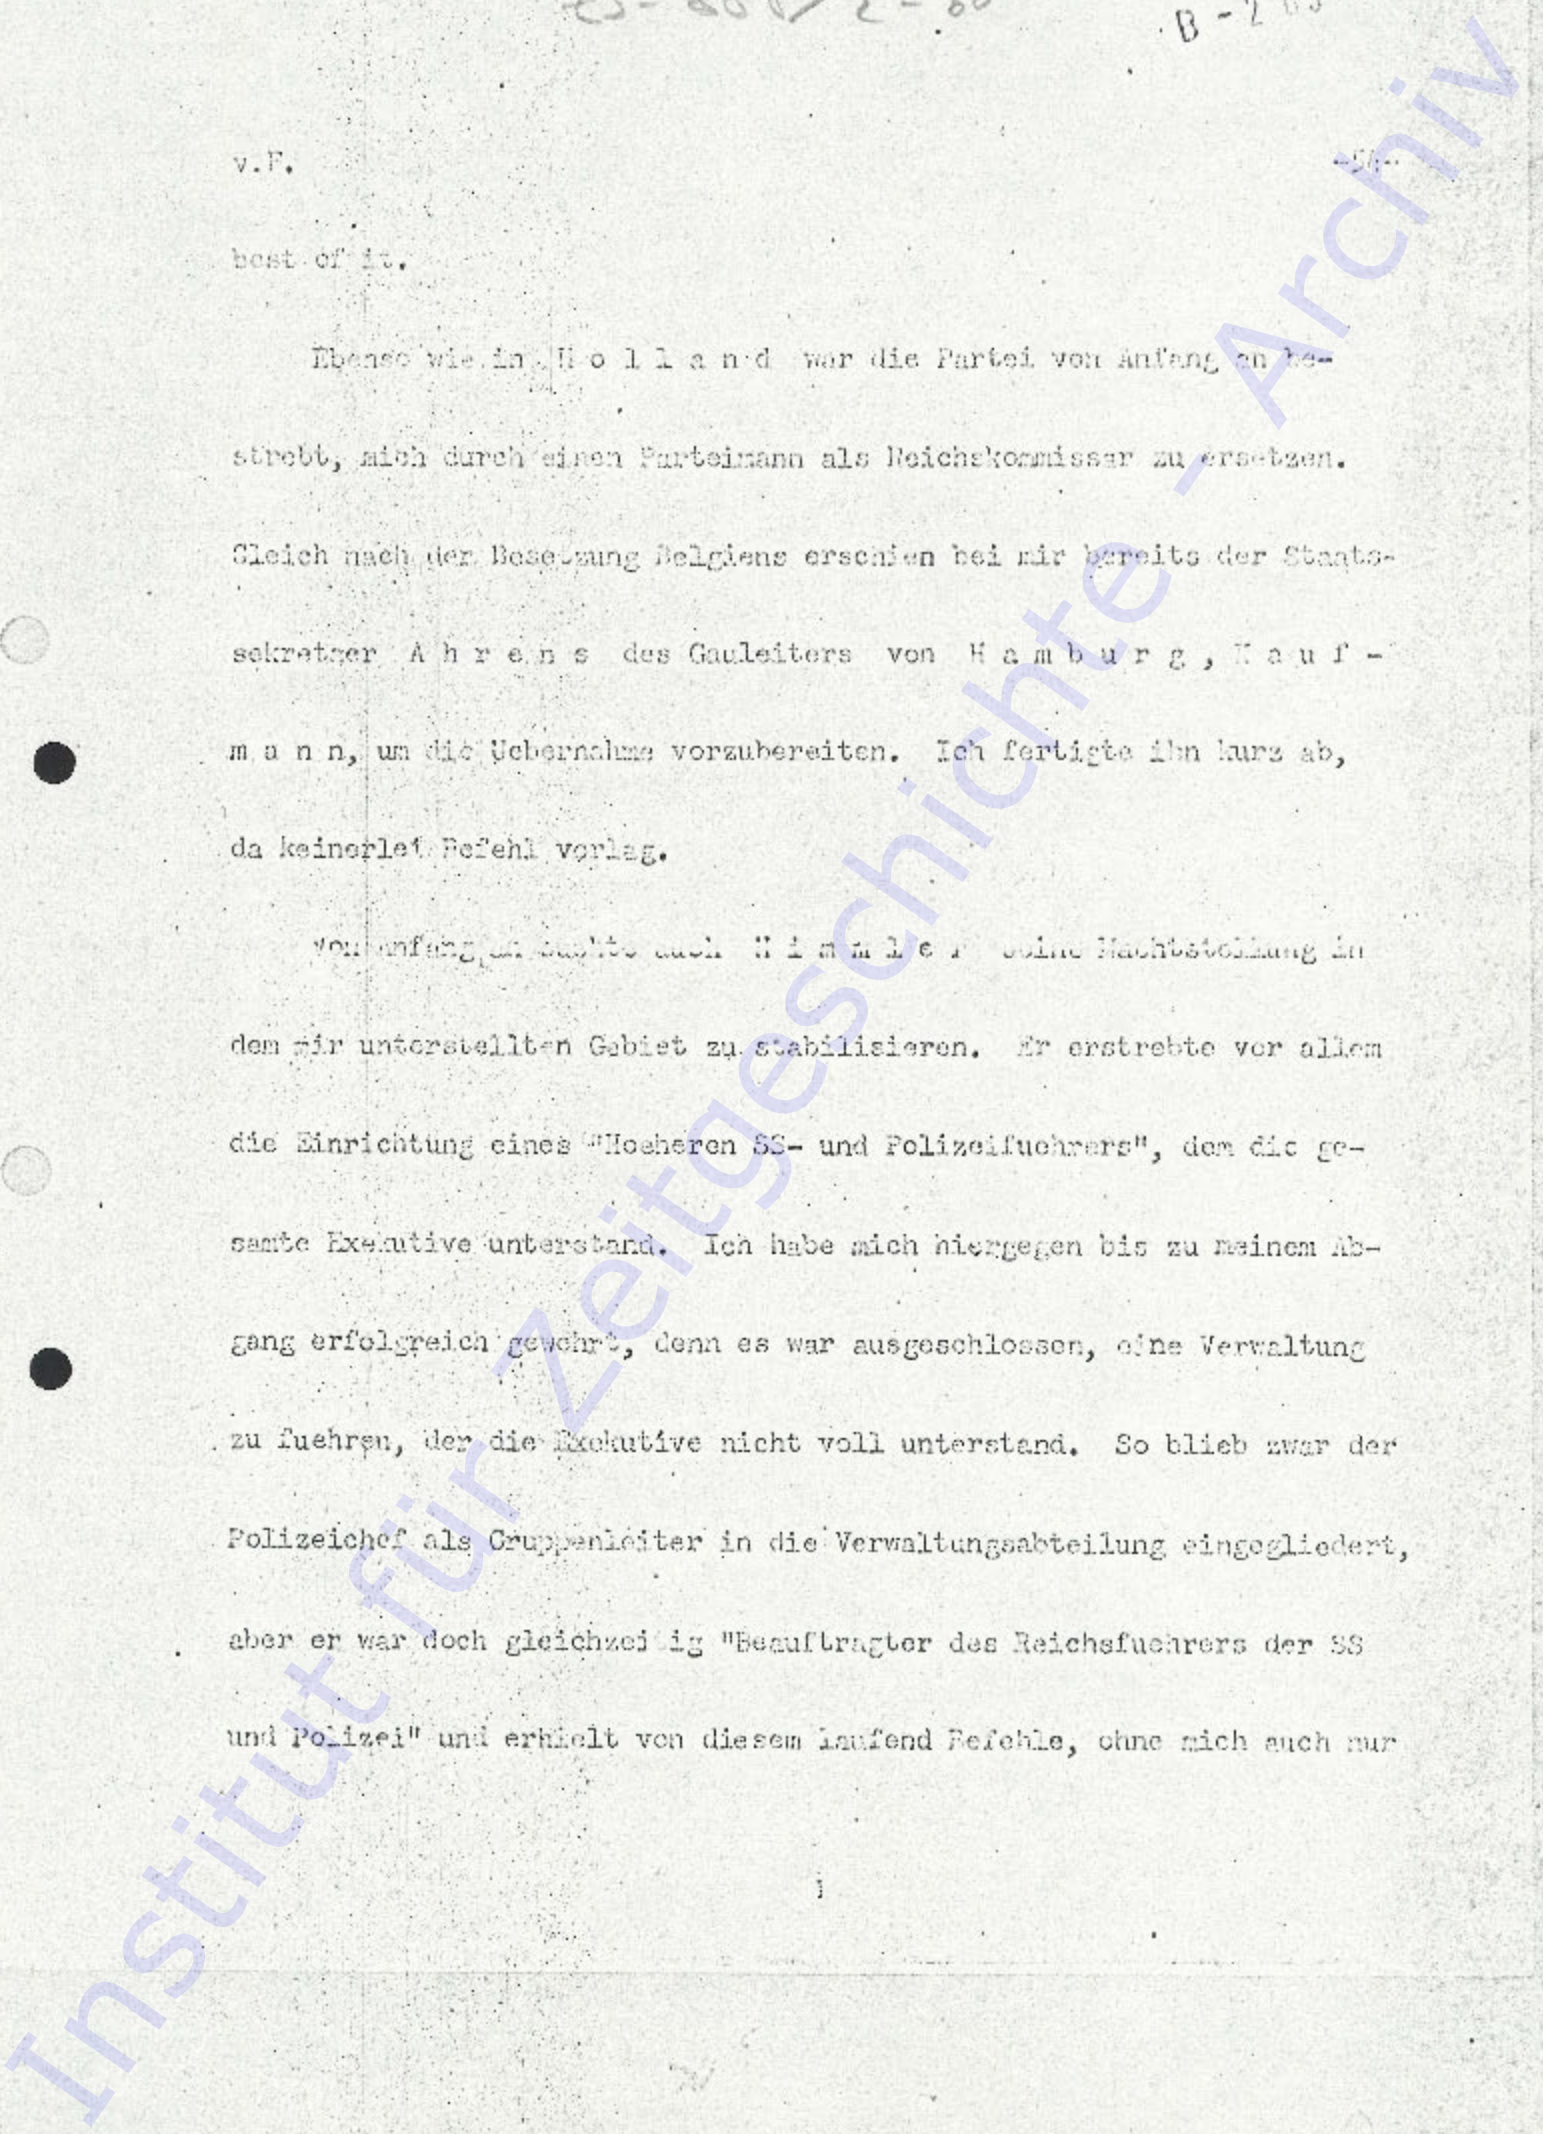 B - 2
v.F.
best of it.
Ebenso wie in H o l l a n d war die Partei von Anfang an be-
strebt, mich durch einen Parteimann als Reichskommissar zu ersetzen.
Gleich nach der Besetzung Belgiens erschien bei mir bereits der Staats-
sekretaer A h r e n s des Gauleiters von H a m b u r g , K a u f -
m a n n, um die Uebernahme vorzubereiten. Ich fertigte ihn kurz ab,
da keinerlei Befehl vorlag.
Von Anfang an suchte auch H i m m l e r seine Machtstellung in
dem mir unterstellten Gebiet zu stabilisieren. Er erstrebte vor allem
die Einrichtung eines "Hoeheren SS- und Polizeifuehrers", dem die ge-
samte Exekutive unterstand. Ich habe mich hiergegen bis zu meinem Ab-
gang erfolgreich gewehrt, denn es war ausgeschlossen, eine Verwaltung
zu fuehren, der die Exekutive nicht voll unterstand. So blieb zwar der
Polizeichef als Gruppenleiter in die Verwaltungsabteilung eingegliedert,
aber er war doch gleichzeitig "Beauftragter des Reichsfuehrers der SS
und Polizei" und erhielt von diesem laufend Befehle, ohne mich auch nur
Institut für Zeitgeschichte - Archiv